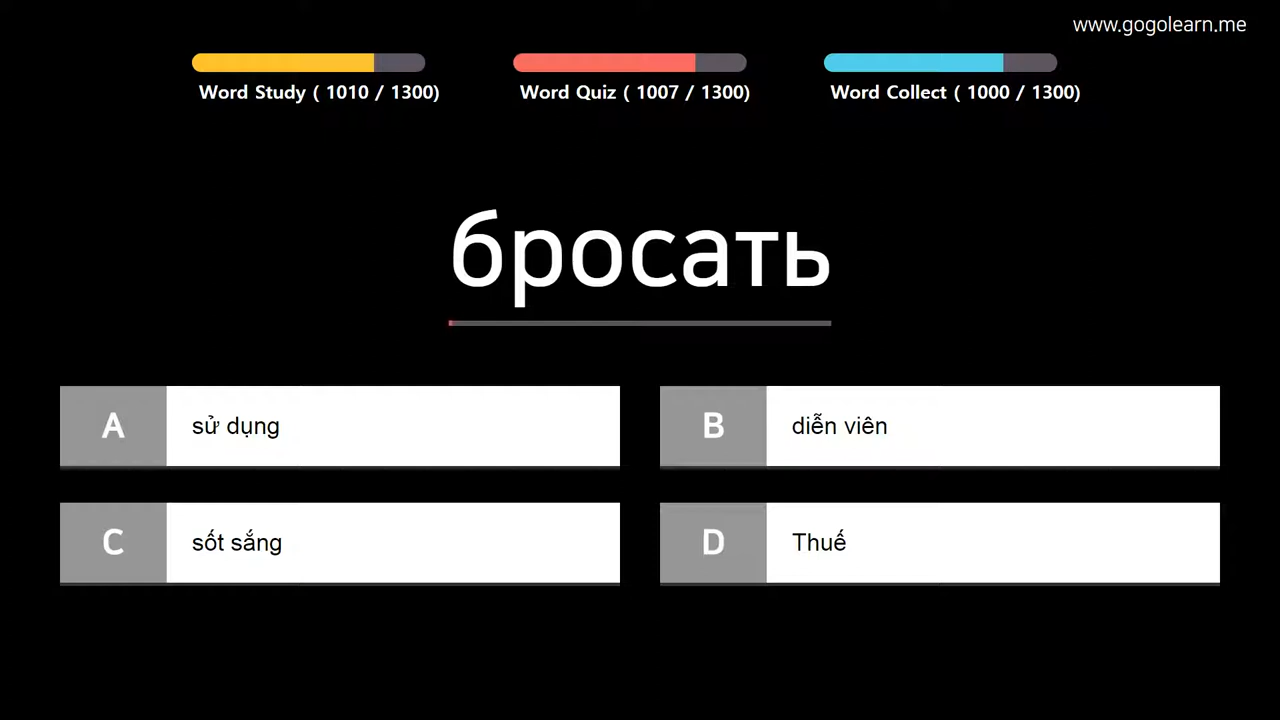 www.gogolearn.me
Word Study ( 1010 / 1300)
Word Quiz ( 1007 / 1300)
Word Collect ( 1000 / 1300)
бросать
A sử dụng
B diễn viên
C sốt sắng
D Thuế